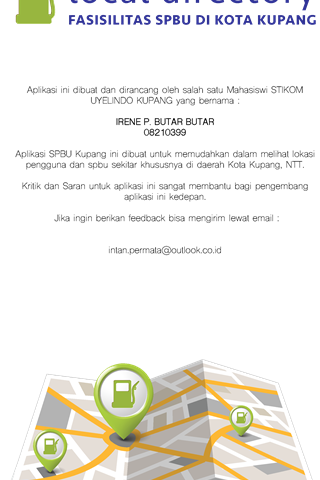 local directory
FASISILITAS SPBU DI KOTA KUPANG
Aplikasi ini dibuat dan dirancang oleh salah satu Mahasiswi STIKOM
UYELINDO KUPANG yang bernama :
IRENE P. BUTAR BUTAR
08210399
Aplikasi SPBU Kupang ini dibuat untuk memudahkan dalam melihat lokasi
pengguna dan spbu sekitar khususnya di daerah Kota Kupang, NTT.
Kritik dan Saran untuk aplikasi ini sangat membantu bagi pengembang
aplikasi ini kedepan.
Jika ingin berikan feedback bisa mengirim lewat email :
intan.permata@outlook.co.id